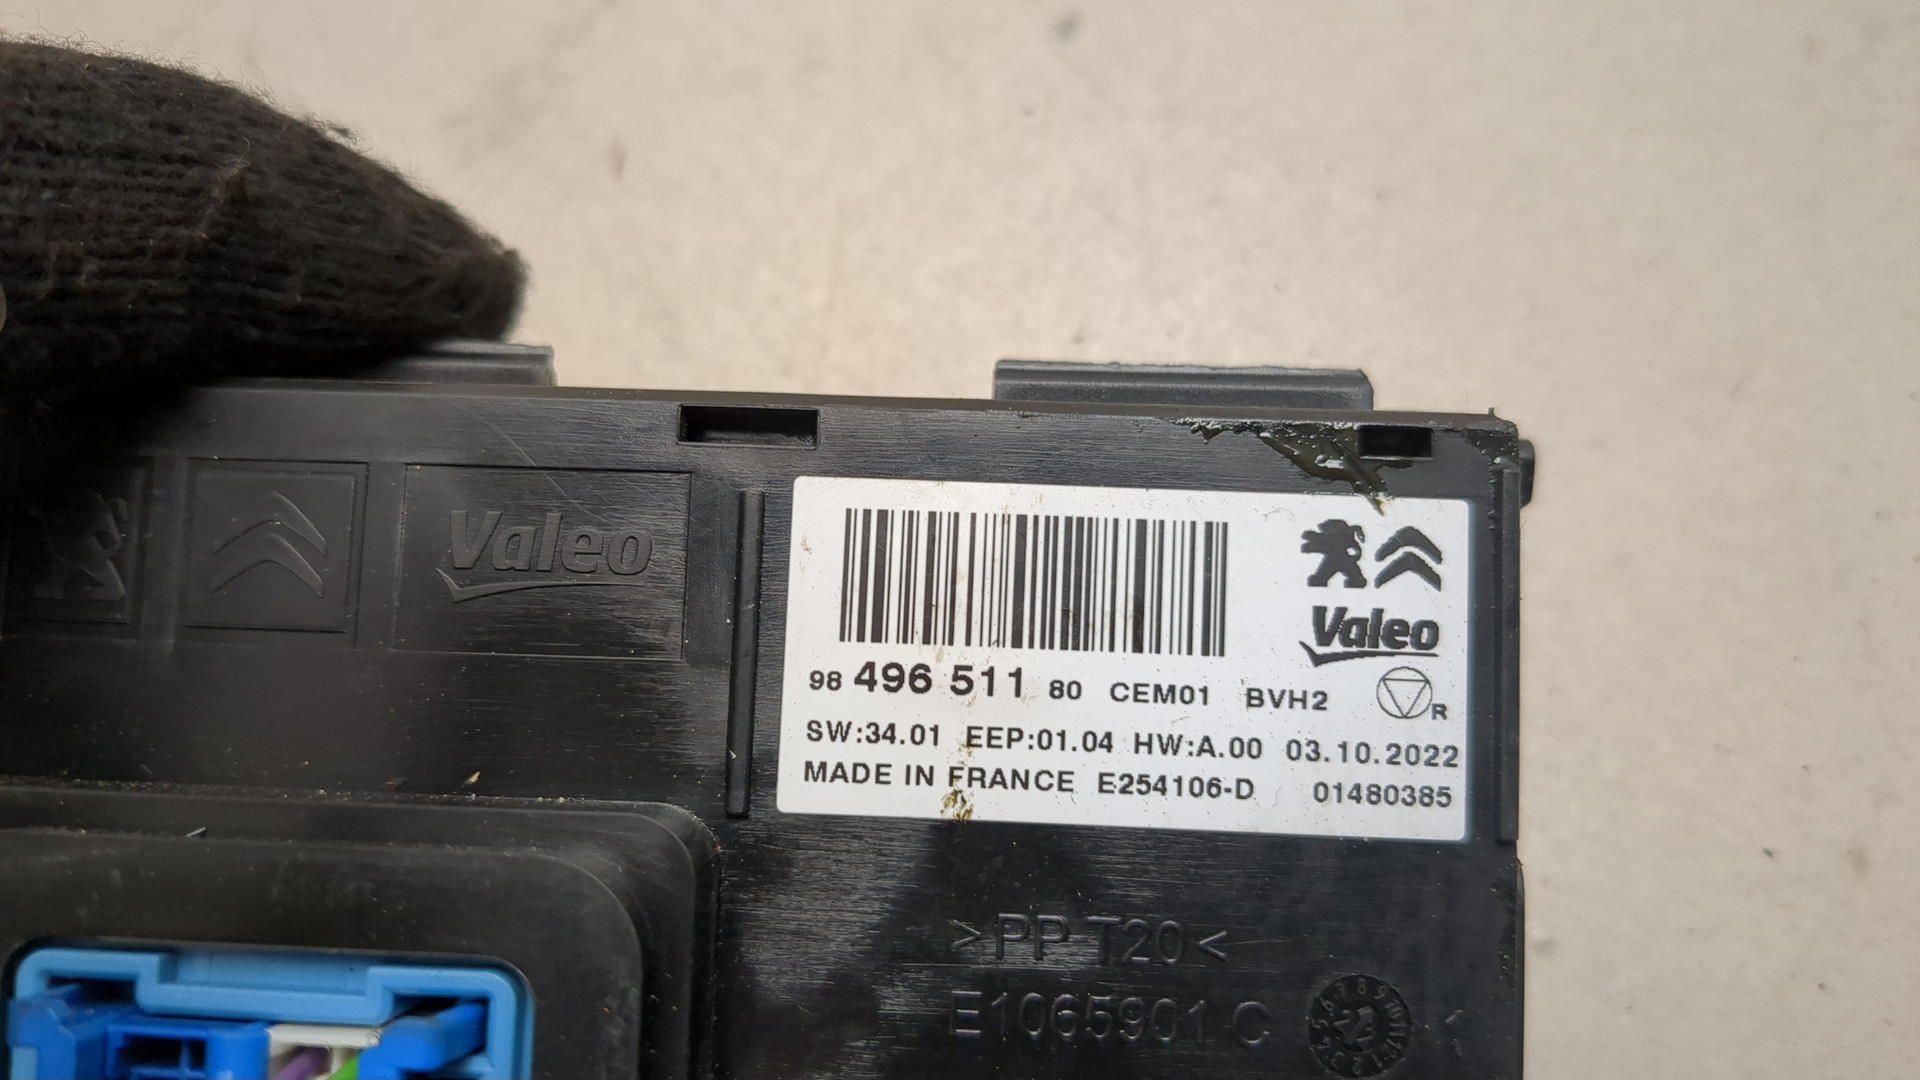 Valeo
Valeo
98 496 511 80 CEM01 BVH2 R
SW:34.01 EEP:01.04 HW:A.00 03.10.2022
MADE IN FRANCE E254106-D 01480385
>PP T20<
E1065901 C